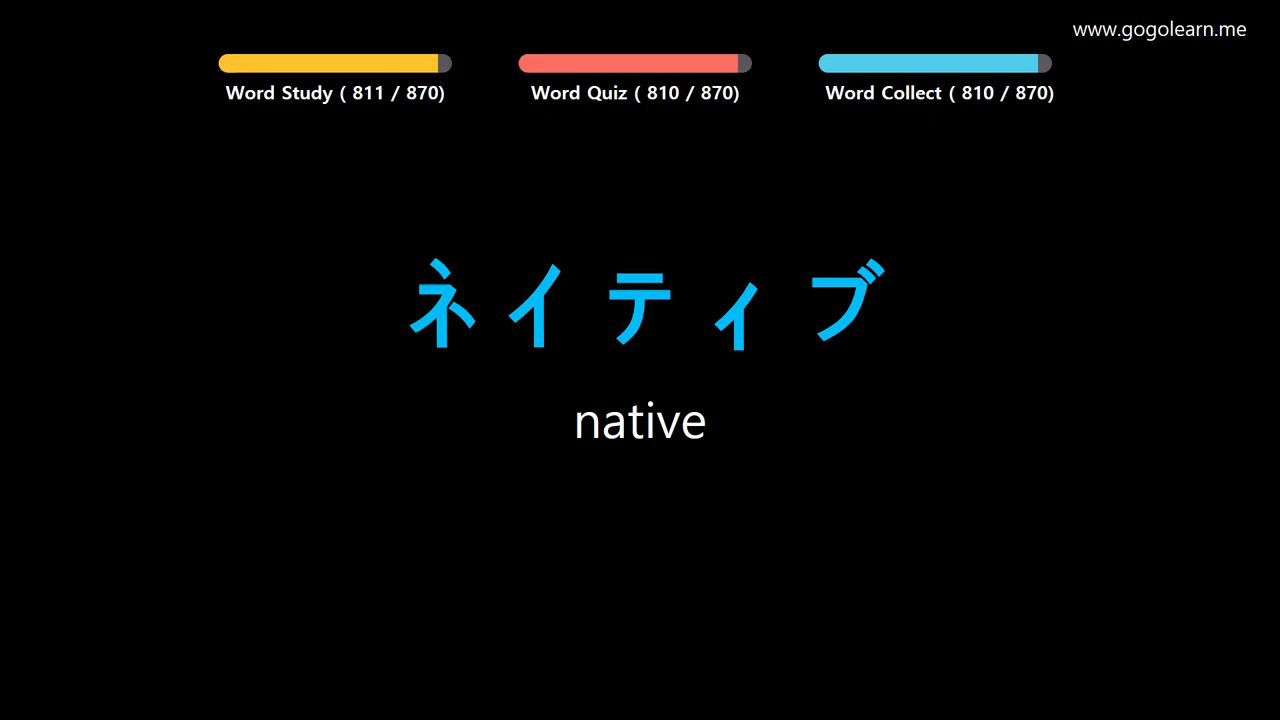 www.gogolearn.me
Word Study ( 811 / 870)
Word Quiz ( 810 / 870)
Word Collect ( 810 / 870)
ネイティブ
native